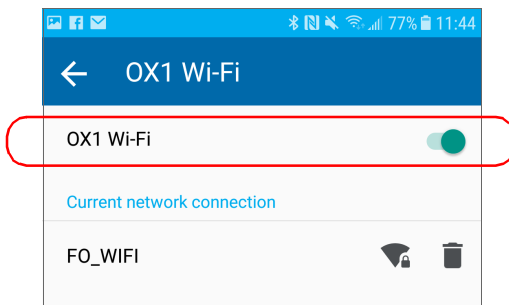 77% 11:44
OX1 Wi-Fi
OX1 Wi-Fi
Current network connection
FO_WIFI